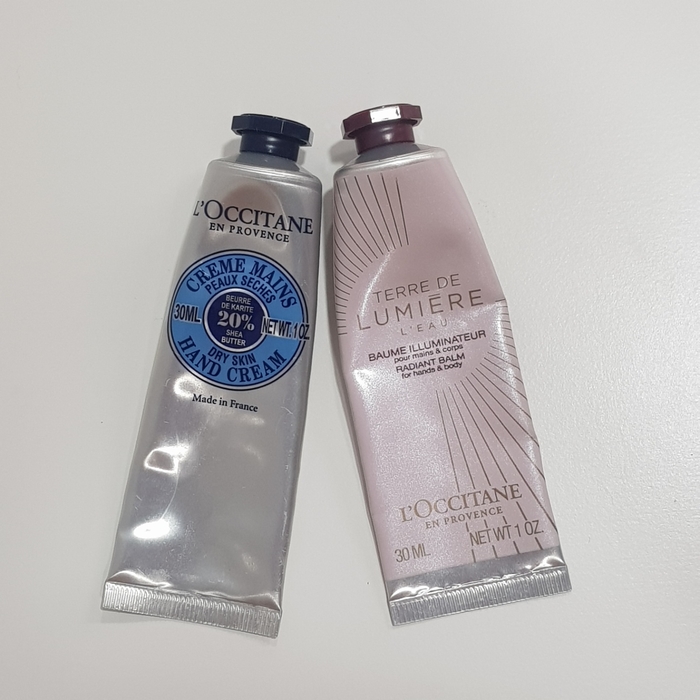 L'OCCITANE
EN PROVENCE
CREME MAINS
PEAUX SECHES
30ML
BEURRE
DE KARITE
20%
SHEA
BUTTER
NET WT. 1 OZ.
DRY SKIN
HAND CREAM
Made in France
TERRE DE
LUMIÈRE
L'EAU
BAUME ILLUMINATEUR
pour mains & corps
RADIANT BALM
for hands & body
L'OCCITANE
EN PROVENCE
30 ML NET WT 1 OZ.